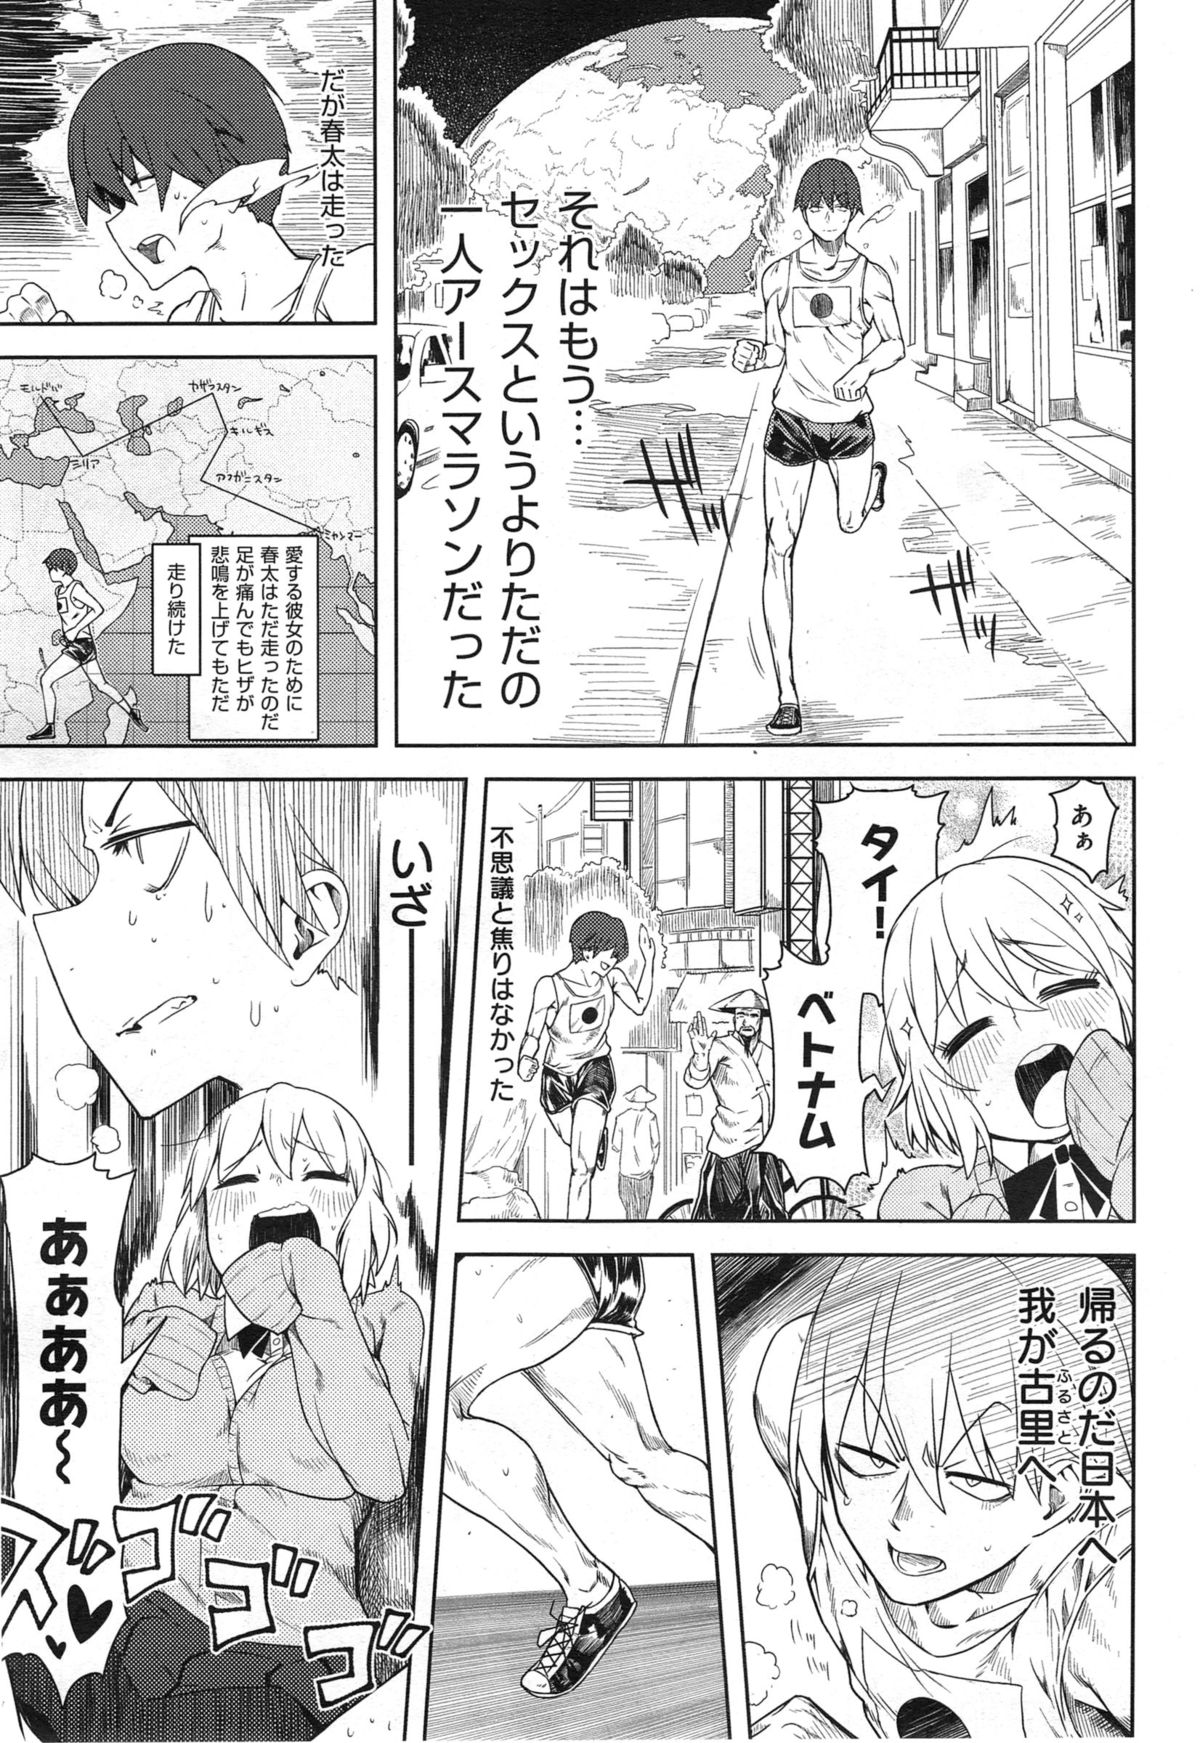 それはもう…
セックスというよりただの
一人アースマラソンだった
だが春太は走った
モルドバ
カザフスタン
キルギス
シリア
アフガニスタン
ミャンマー
愛する彼女のために
春太はただ走ったのだ
足が痛んでもヒザが
悲鳴を上げてもただ
走り続けた
あぁ
タイ!
ベトナム
不思議と焦りはなかった
いざ――
ああああ～
帰るのだ日本へ
我が古里へ
ふるさと
ズゴゴゴ